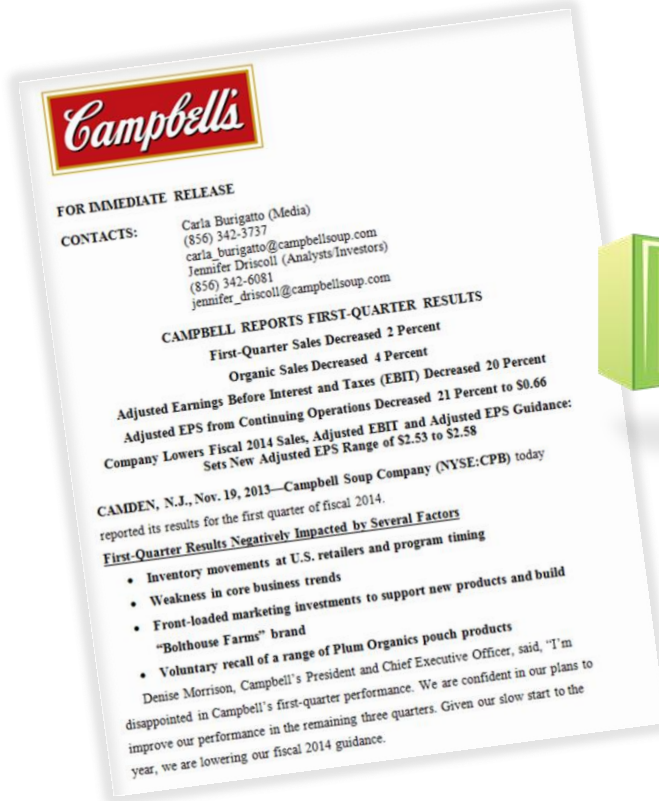 Campbell's
FOR IMMEDIATE RELEASE
CONTACTS: Carla Burigatto (Media)
(856) 342-3737
carla_burigatto@campbellsoup.com
Jennifer Driscoll (Analysts/Investors)
(856) 342-6081
jennifer_driscoll@campbellsoup.com
CAMPBELL REPORTS FIRST-QUARTER RESULTS
First-Quarter Sales Decreased 2 Percent
Organic Sales Decreased 4 Percent
Adjusted Earnings Before Interest and Taxes (EBIT) Decreased 20 Percent
Adjusted EPS from Continuing Operations Decreased 21 Percent to $0.66
Company Lowers Fiscal 2014 Sales, Adjusted EBIT and Adjusted EPS Guidance:
Sets New Adjusted EPS Range of $2.53 to $2.58
CAMDEN, N.J., Nov. 19, 2013—Campbell Soup Company (NYSE:CPB) today
reported its results for the first quarter of fiscal 2014.
First-Quarter Results Negatively Impacted by Several Factors
• Inventory movements at U.S. retailers and program timing
• Weakness in core business trends
• Front-loaded marketing investments to support new products and build
“Bolthouse Farms” brand
• Voluntary recall of a range of Plum Organics pouch products
Denise Morrison, Campbell’s President and Chief Executive Officer, said, “I’m
disappointed in Campbell’s first-quarter performance. We are confident in our plans to
improve our performance in the remaining three quarters. Given our slow start to the
year, we are lowering our fiscal 2014 guidance.